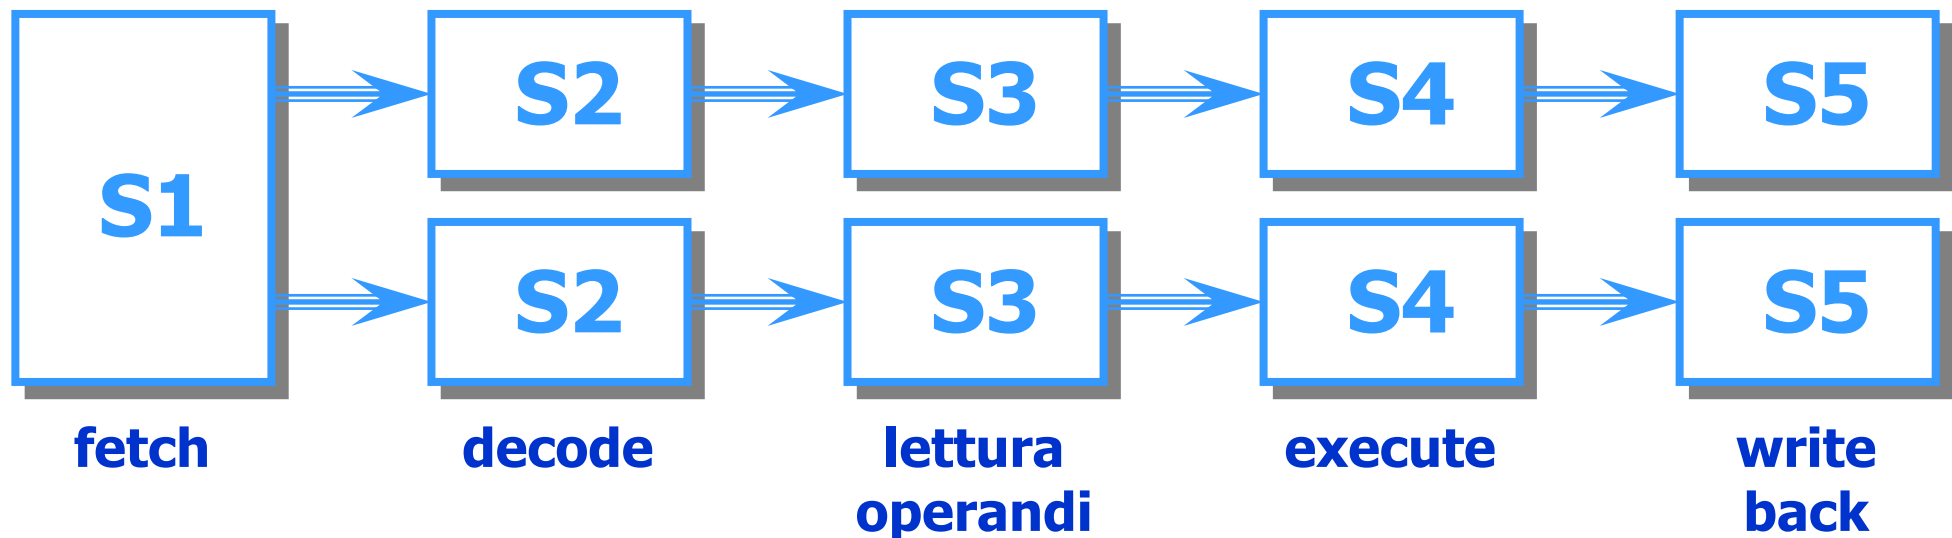 S2 S3 S4 S5
S1
S2 S3 S4 S5
fetch decode lettura execute write
operandi back